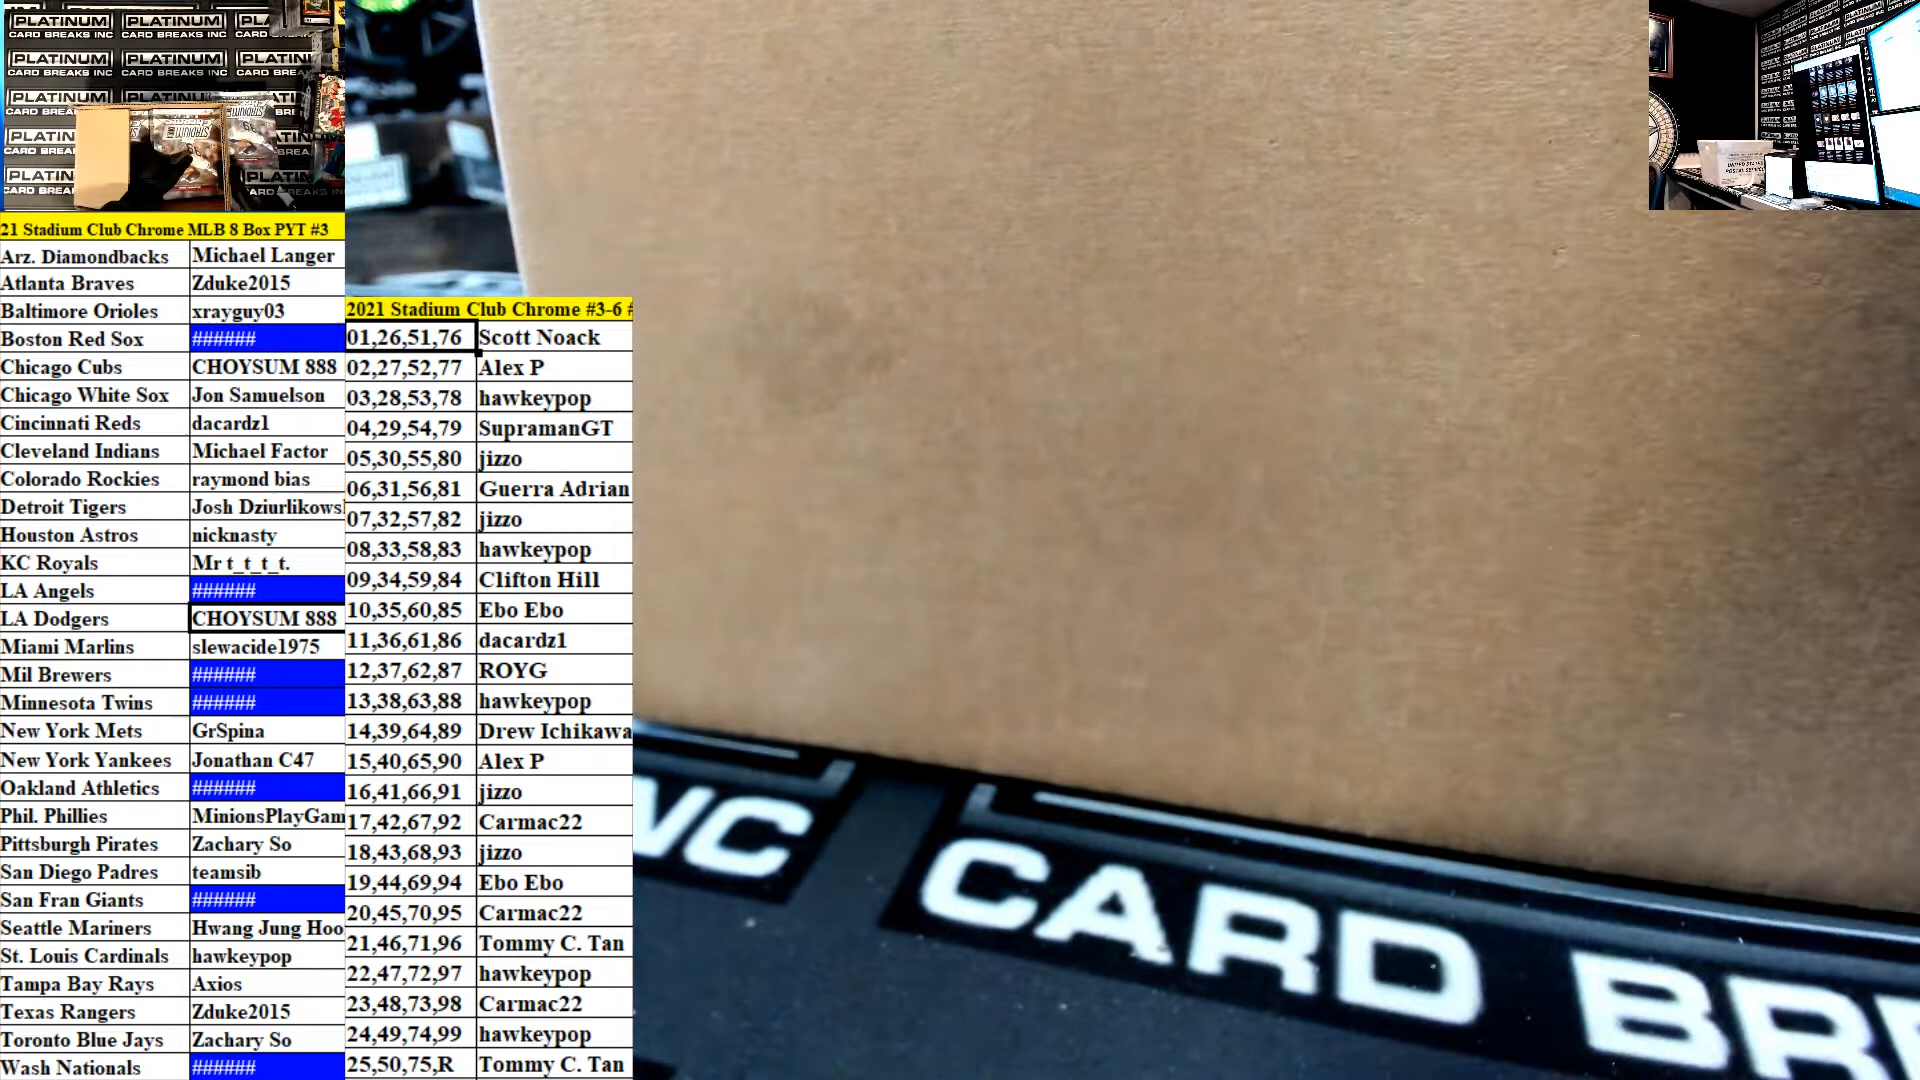 PLATINUM PLATINUM PLA
CARD BREAKS INC CARD BREAKS INC CARD
PLATINUM PLATINUM PLATIN
CARD BREAKS INC CARD BREAKS INC CARD BREA
21 Stadium Club Chrome MLB 8 Box PYT #3
Arz. Diamondbacks Michael Langer
Atlanta Braves Zduke2015
Baltimore Orioles xrayguy03
Boston Red Sox ######
Chicago Cubs CHOYSUM 888
Chicago White Sox Jon Samuelson
Cincinnati Reds dacardz1
Cleveland Indians Michael Factor
Colorado Rockies raymond bias
Detroit Tigers Josh Dziurlikows
Houston Astros nicknasty
KC Royals Mr t_t_t_t.
LA Angels ######
LA Dodgers CHOYSUM 888
Miami Marlins slewacide1975
Mil Brewers ######
Minnesota Twins ######
New York Mets GrSpina
New York Yankees Jonathan C47
Oakland Athletics ######
Phil. Phillies MinionsPlayGam
Pittsburgh Pirates Zachary So
San Diego Padres teamsib
San Fran Giants ######
Seattle Mariners Hwang Jung Hoo
St. Louis Cardinals hawkeypop
Tampa Bay Rays Axios
Texas Rangers Zduke2015
Toronto Blue Jays Zachary So
Wash Nationals ######
2021 Stadium Club Chrome #3-6 #
01,26,51,76 Scott Noack
02,27,52,77 Alex P
03,28,53,78 hawkeypop
04,29,54,79 SupramanGT
05,30,55,80 jizzo
06,31,56,81 Guerra Adrian
07,32,57,82 jizzo
08,33,58,83 hawkeypop
09,34,59,84 Clifton Hill
10,35,60,85 Ebo Ebo
11,36,61,86 dacardz1
12,37,62,87 ROYG
13,38,63,88 hawkeypop
14,39,64,89 Drew Ichikawa
15,40,65,90 Alex P
16,41,66,91 jizzo
17,42,67,92 Carmac22
18,43,68,93 jizzo
19,44,69,94 Ebo Ebo
20,45,70,95 Carmac22
21,46,71,96 Tommy C. Tan
22,47,72,97 hawkeypop
23,48,73,98 Carmac22
24,49,74,99 hawkeypop
25,50,75,R Tommy C. Tan
NC CARD BRE
UNITED STATES
POSTAL SERVICE